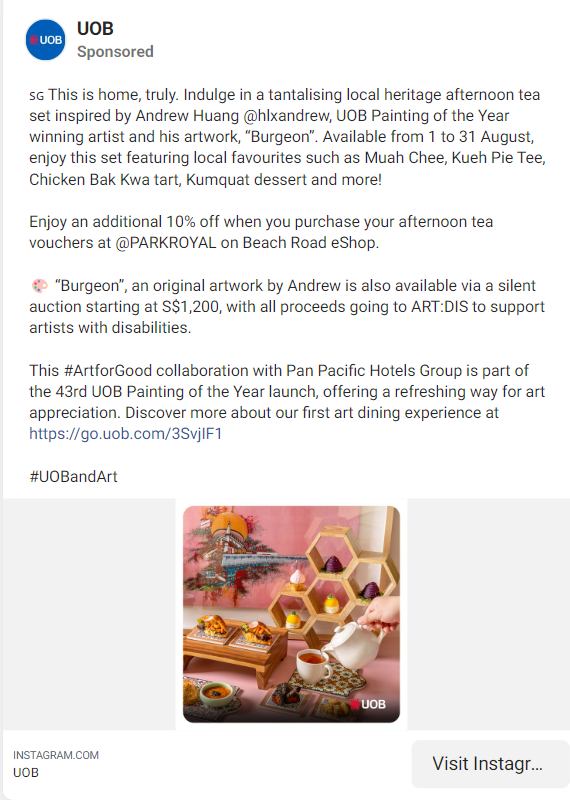 UOB
UOB
Sponsored
SG This is home, truly. Indulge in a tantalising local heritage afternoon tea
set inspired by Andrew Huang @hlxandrew, UOB Painting of the Year
winning artist and his artwork, “Burgeon”. Available from 1 to 31 August,
enjoy this set featuring local favourites such as Muah Chee, Kueh Pie Tee,
Chicken Bak Kwa tart, Kumquat dessert and more!
Enjoy an additional 10% off when you purchase your afternoon tea
vouchers at @PARKROYAL on Beach Road eShop.
🎨 “Burgeon”, an original artwork by Andrew is also available via a silent
auction starting at S$1,200, with all proceeds going to ART:DIS to support
artists with disabilities.
This #ArtforGood collaboration with Pan Pacific Hotels Group is part of
the 43rd UOB Painting of the Year launch, offering a refreshing way for art
appreciation. Discover more about our first art dining experience at
https://go.uob.com/3SvjIF1
#UOBandArt
UOB
INSTAGRAM.COM
UOB
Visit Instagr...